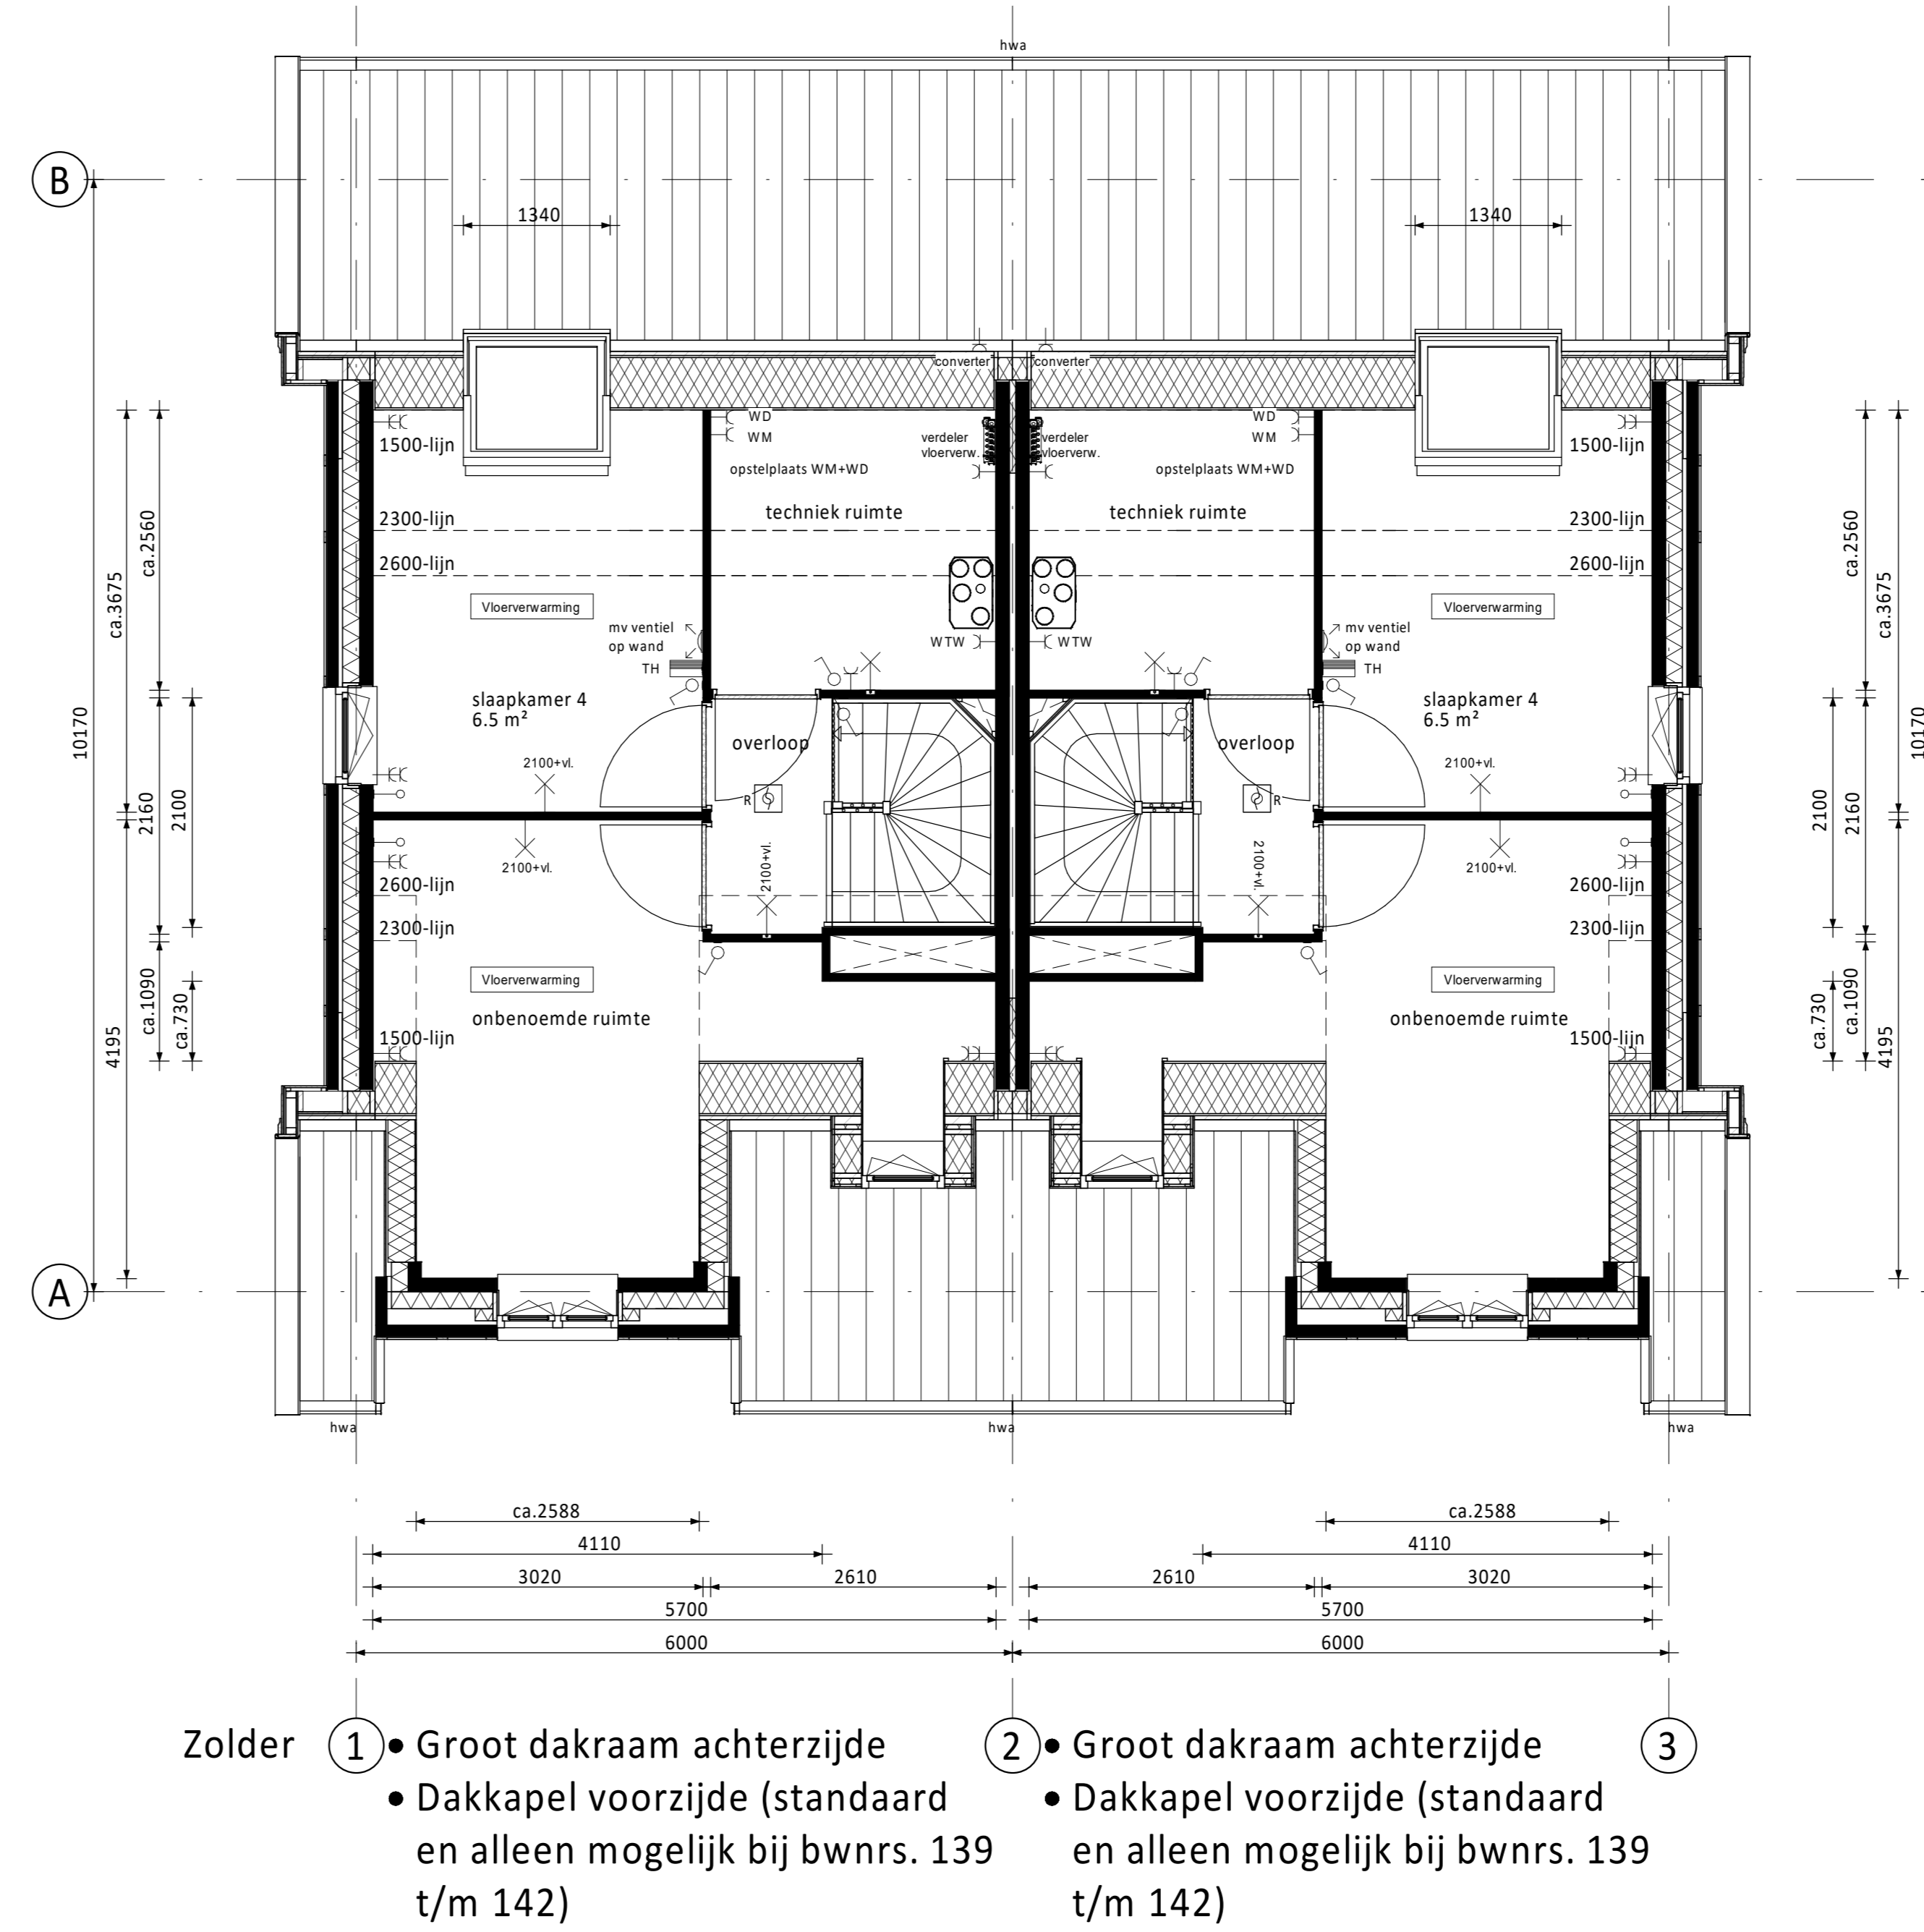 hwa
B
1340 1340
converter converter
WD WD
WM WM
verdeler vloerverw. verdeler vloerverw.
1500-lijn 1500-lijn
opstelplaats WM+WD opstelplaats WM+WD
techniek ruimte techniek ruimte
2300-lijn 2300-lijn
2600-lijn 2600-lijn
ca.2560 ca.2560
ca.3675 ca.3675
Vloerverwarming Vloerverwarming
mv ventiel op wand mv ventiel op wand
WTW WTW
TH TH
slaapkamer 4 slaapkamer 4
6.5 m² 6.5 m²
overloop overloop
10170 10170
2100+vl. 2100+vl.
R R
2160 2100 2100 2160
2100+vl. 2100+vl. 2100+vl. 2100+vl.
2600-lijn 2600-lijn
2300-lijn 2300-lijn
Vloerverwarming Vloerverwarming
onbenoemde ruimte onbenoemde ruimte
1500-lijn 1500-lijn
4195 ca.1090 ca.730 ca.730 ca.1090 4195
A
hwa hwa hwa
ca.2588 ca.2588
4110 4110
3020 2610 2610 3020
5700 5700
6000 6000
Zolder 1 2 3
• Groot dakraam achterzijde
• Dakkapel voorzijde (standaard
en alleen mogelijk bij bwnrs. 139
t/m 142)
• Groot dakraam achterzijde
• Dakkapel voorzijde (standaard
en alleen mogelijk bij bwnrs. 139
t/m 142)